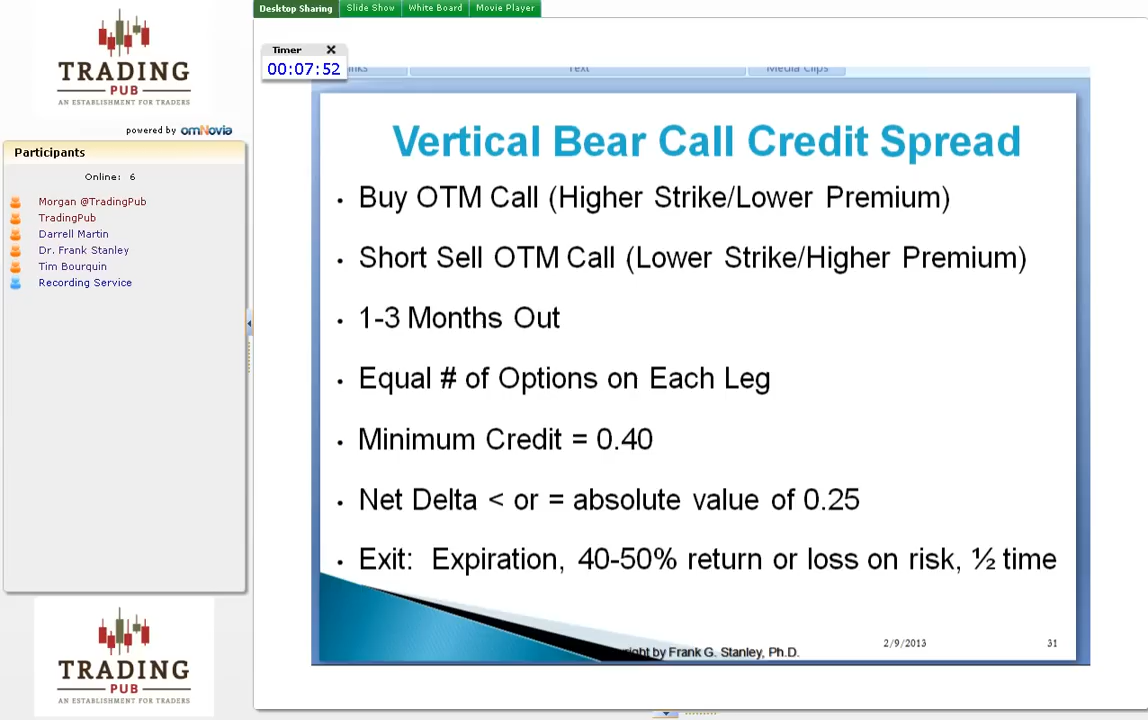 TRADING
PUB
AN ESTABLISHMENT FOR TRADERS
powered by omNovia
Participants
Online: 6
Morgan @TradingPub
TradingPub
Darrell Martin
Dr. Frank Stanley
Tim Bourquin
Recording Service
TRADING
PUB
AN ESTABLISHMENT FOR TRADERS
Desktop Sharing Slide Show White Board Movie Player
Timer
00:07:52
Text Media Clips
Vertical Bear Call Credit Spread
• Buy OTM Call (Higher Strike/Lower Premium)
• Short Sell OTM Call (Lower Strike/Higher Premium)
• 1-3 Months Out
• Equal # of Options on Each Leg
• Minimum Credit = 0.40
• Net Delta < or = absolute value of 0.25
• Exit: Expiration, 40-50% return or loss on risk, ½ time
by Frank G. Stanley, Ph.D.
2/9/2013
31